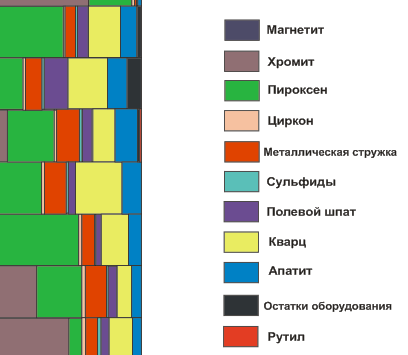 Магнетит
Хромит
Пироксен
Циркон
Металлическая стружка
Сульфиды
Полевой шпат
Кварц
Апатит
Остатки оборудования
Рутил